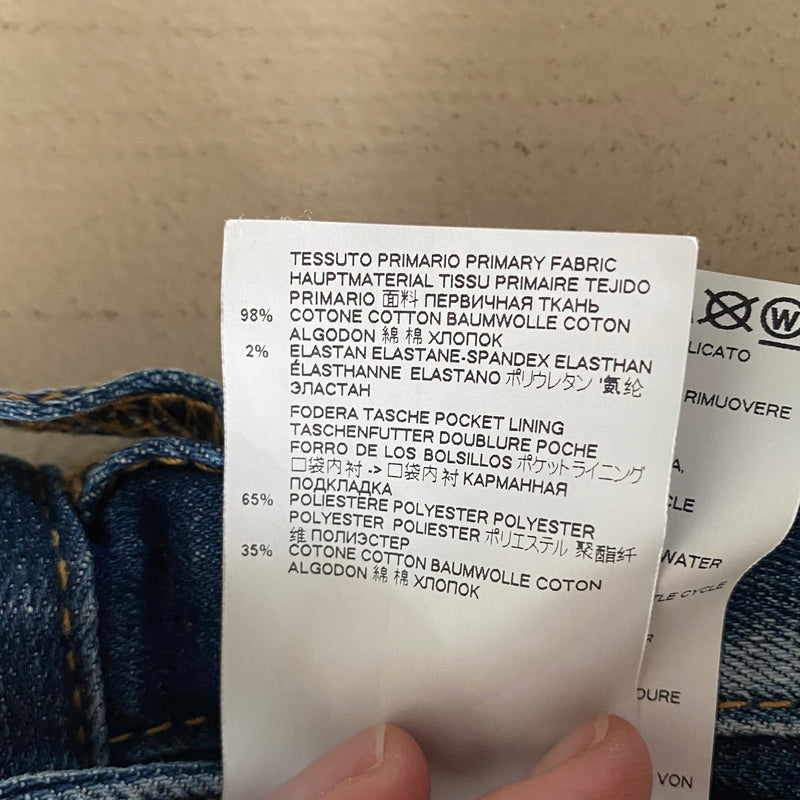 TESSUTO PRIMARIO PRIMARY FABRIC
HAUPTMATERIAL TISSU PRIMAIRE TEJIDO
PRIMARIO 面料 ПЕРВИЧНАЯ ТКАНЬ
98% COTONE COTTON BAUMWOLLE COTON
ALGODON 綿 棉 ХЛОПОК
2% ELASTAN ELASTANE-SPANDEX ELASTHAN
ÉLASTHANNE ELASTANO ポリウレタン '氨纶
ЭЛАСТАН
FODERA TASCHE POCKET LINING
TASCHENFUTTER DOUBLURE POCHE
FORRO DE LOS BOLSILLOS ポケットライニング
口袋内衬 -> 口袋内 衬 КАРМАННАЯ
ПОДКЛАДКА
65% POLIESTERE POLYESTER POLYESTER
POLYESTER POLIESTER ポリエステル 聚酯纤
维 ПОЛИЭСТЕР
35% COTONE COTTON BAUMWOLLE COTON
ALGODON 綿 棉 ХЛОПОК
W
LICATO
RIMUOVERE
A,
CLE
WATER
TLE CYCLE
R
OURE
VON